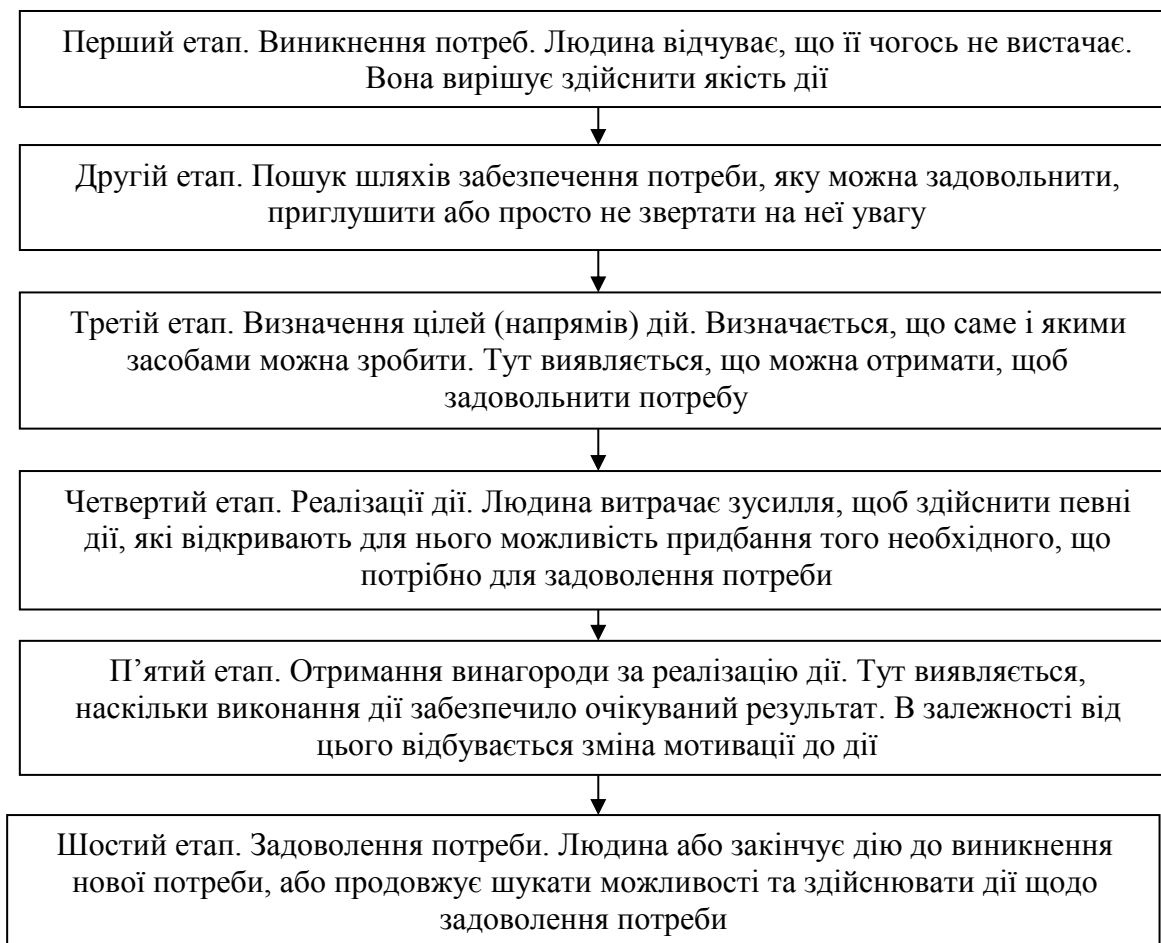 Перший етап. Виникнення потреб. Людина відчуває, що її чогось не вистачає.
Вона вирішує здійснити якість дії
Другій етап. Пошук шляхів забезпечення потреби, яку можна задовольнити,
приглушити або просто не звертати на неї увагу
Третій етап. Визначення цілей (напрямів) дій. Визначається, що саме і якими
засобами можна зробити. Тут виявляється, що можна отримати, щоб
задовольнити потребу
Четвертий етап. Реалізації дії. Людина витрачає зусилля, щоб здійснити певні
дії, які відкривають для нього можливість придбання того необхідного, що
потрібно для задоволення потреби
П’ятий етап. Отримання винагороди за реалізацію дії. Тут виявляється,
наскільки виконання дії забезпечило очікуваний результат. В залежності від
цього відбувається зміна мотивації до дії
Шостий етап. Задоволення потреби. Людина або закінчує дію до виникнення
нової потреби, або продовжує шукати можливості та здійснювати дії щодо
задоволення потреби